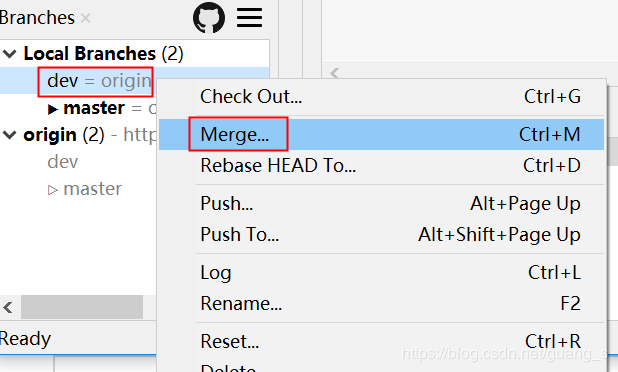 Branches ×
Local Branches (2)
dev = origin
master = o
origin (2) - http
dev
master
Ready
Check Out... Ctrl+G
Merge... Ctrl+M
Rebase HEAD To... Ctrl+D
Push... Alt+Page Up
Push To... Alt+Shift+Page Up
Log Ctrl+L
Rename... F2
Reset... Ctrl+R
Delete
https://blog.csdn.net/guang_s